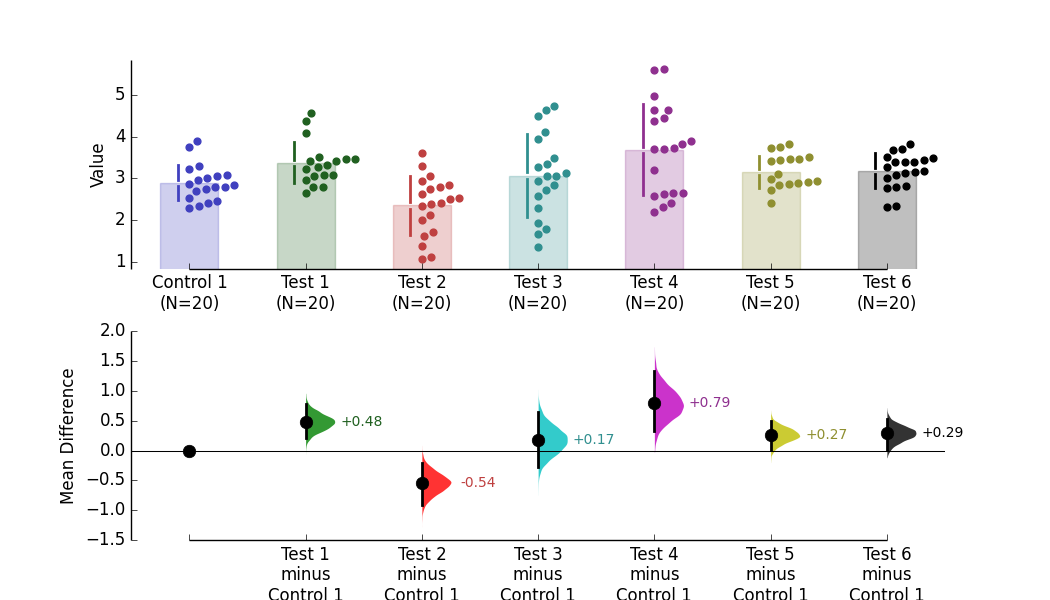 Value
5
4
3
2
1
Control 1 Test 1 Test 2 Test 3 Test 4 Test 5 Test 6
(N=20) (N=20) (N=20) (N=20) (N=20) (N=20) (N=20)
Mean Difference
2.0
1.5
1.0
0.5
0.0
−0.5
−1.0
−1.5
+0.48 -0.54 +0.17 +0.79 +0.27 +0.29
Test 1 Test 2 Test 3 Test 4 Test 5 Test 6
minus minus minus minus minus minus
Control 1 Control 1 Control 1 Control 1 Control 1 Control 1